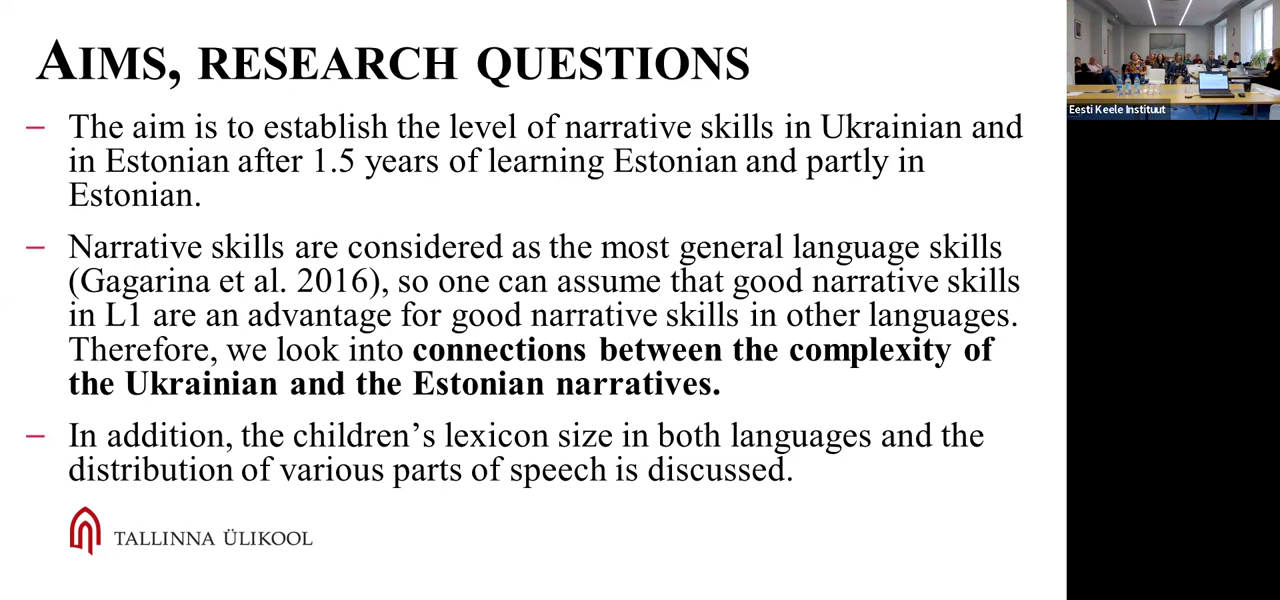 AIMS, RESEARCH QUESTIONS
– The aim is to establish the level of narrative skills in Ukrainian and
in Estonian after 1.5 years of learning Estonian and partly in
Estonian.
– Narrative skills are considered as the most general language skills
(Gagarina et al. 2016), so one can assume that good narrative skills
in L1 are an advantage for good narrative skills in other languages.
Therefore, we look into connections between the complexity of
the Ukrainian and the Estonian narratives.
– In addition, the children’s lexicon size in both languages and the
distribution of various parts of speech is discussed.
TALLINNA ÜLIKOOL
Eesti Keele Instituut